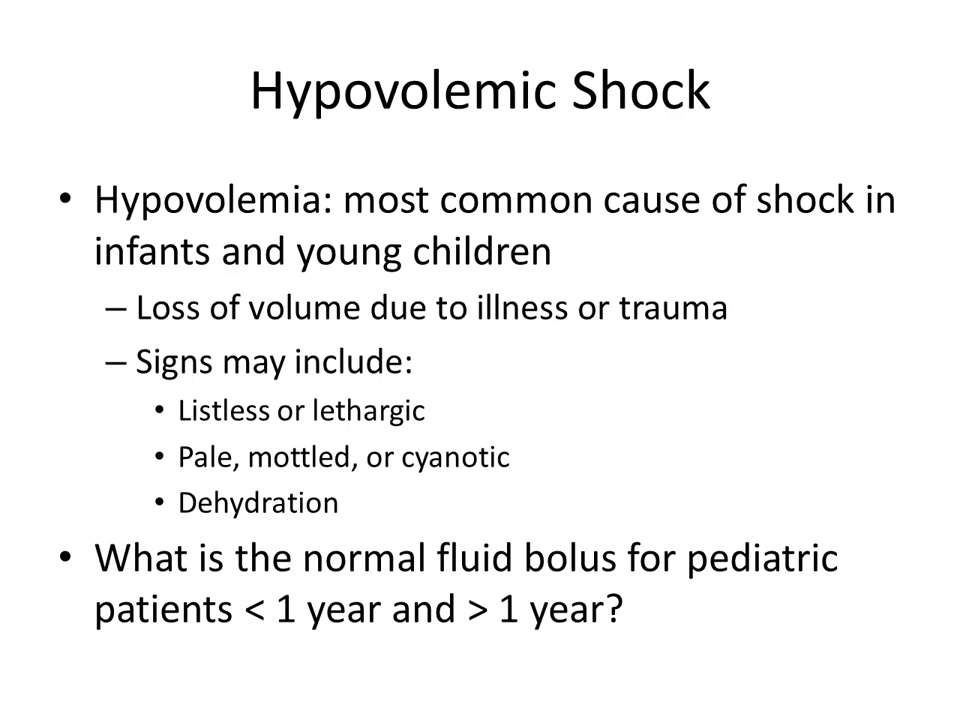 Hypovolemic Shock
• Hypovolemia: most common cause of shock in
infants and young children
– Loss of volume due to illness or trauma
– Signs may include:
• Listless or lethargic
• Pale, mottled, or cyanotic
• Dehydration
• What is the normal fluid bolus for pediatric
patients < 1 year and > 1 year?